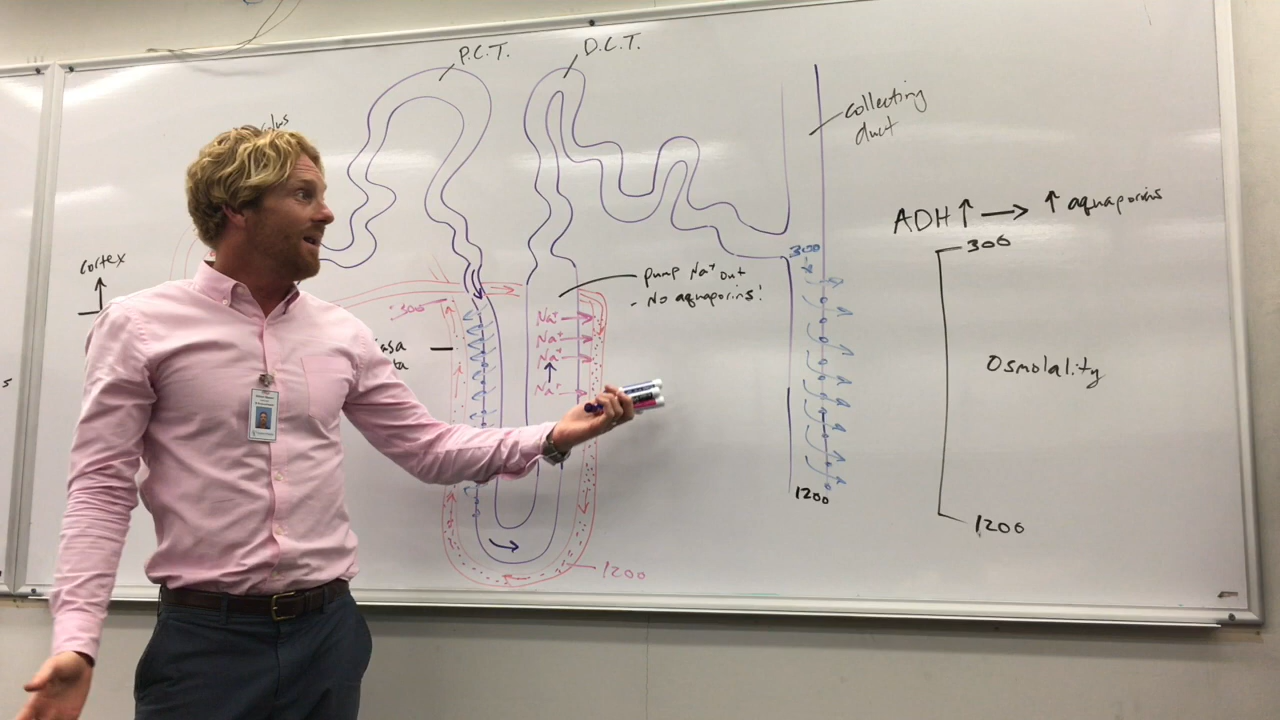 P.C.T.
D.C.T.
collecting
duct
ADH ↑ → ↑ aquaporins
300
300
cortex
pump Na+ out
- No aquaporins!
300
Na+
Na+
Na+
Na+
Osmolality
1200
1200
1200